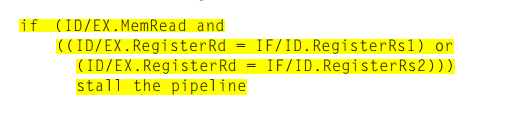 if (ID/EX.MemRead and
((ID/EX.RegisterRd = IF/ID.RegisterRs1) or
(ID/EX.RegisterRd = IF/ID.RegisterRs2)))
stall the pipeline